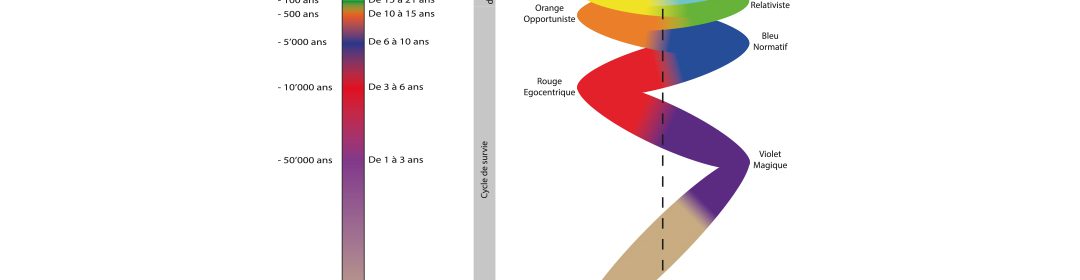 - 100 ans
De 15 à 21 ans
- 500 ans
De 10 à 15 ans
- 5'000 ans
De 6 à 10 ans
- 10'000 ans
De 3 à 6 ans
- 50'000 ans
De 1 à 3 ans
Cycle de survie
Relativiste
Orange
Opportuniste
Bleu
Normatif
Rouge
Egocentrique
Violet
Magique